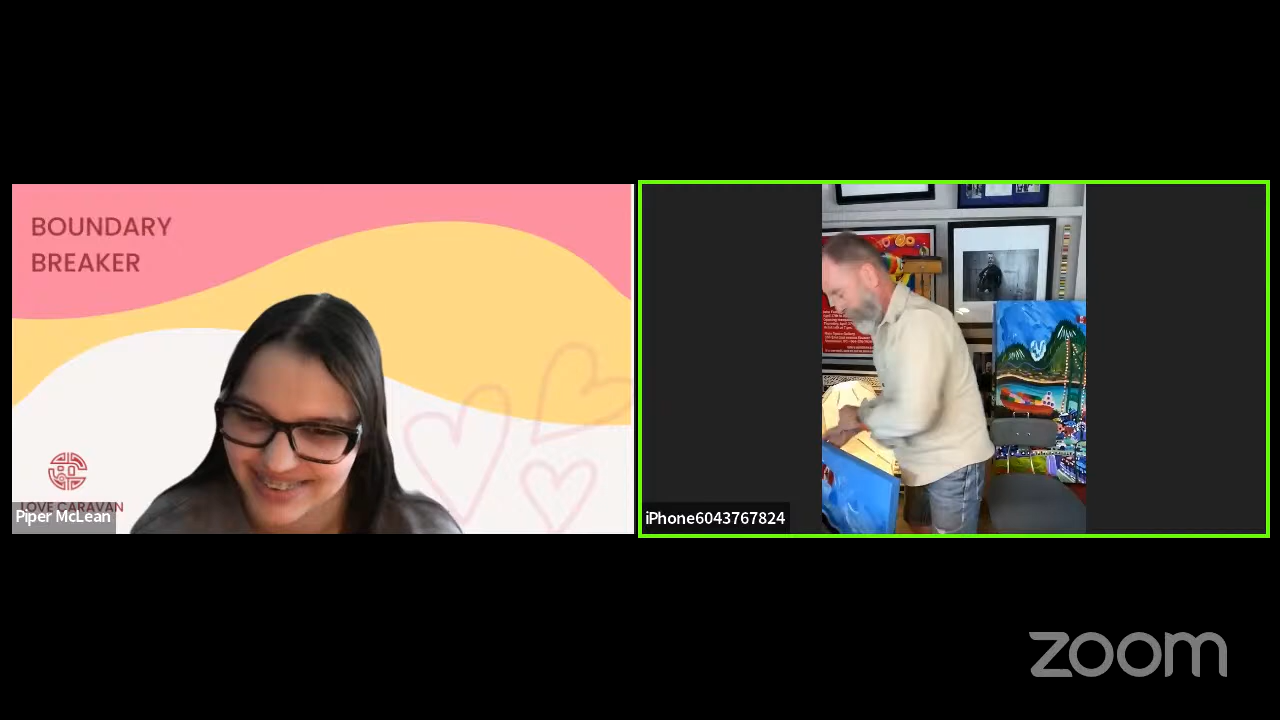 BOUNDARY
BREAKER
LOVE CARAVAN
Piper McLean
iPhone6043767824
zoom